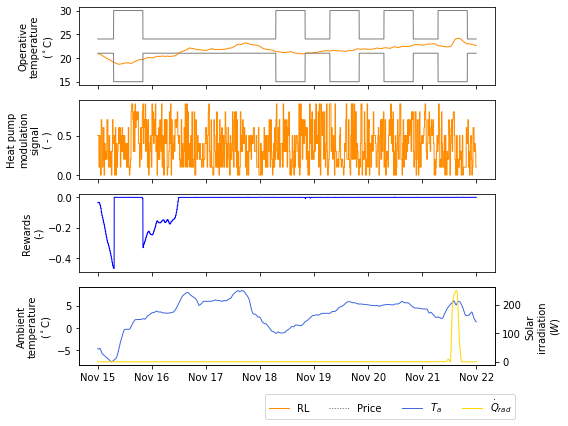 Operative
temperature
(°C)
30
25
20
15
Heat pump
modulation
signal
( - )
0.5
0.0
Rewards
(-)
0.0
−0.2
−0.4
Ambient
temperature
(°C)
5
0
−5
200
100
0
Solar
irradiation
(W)
Nov 15 Nov 16 Nov 17 Nov 18 Nov 19 Nov 20 Nov 21 Nov 22
RL Price Tₐ Q̇rad